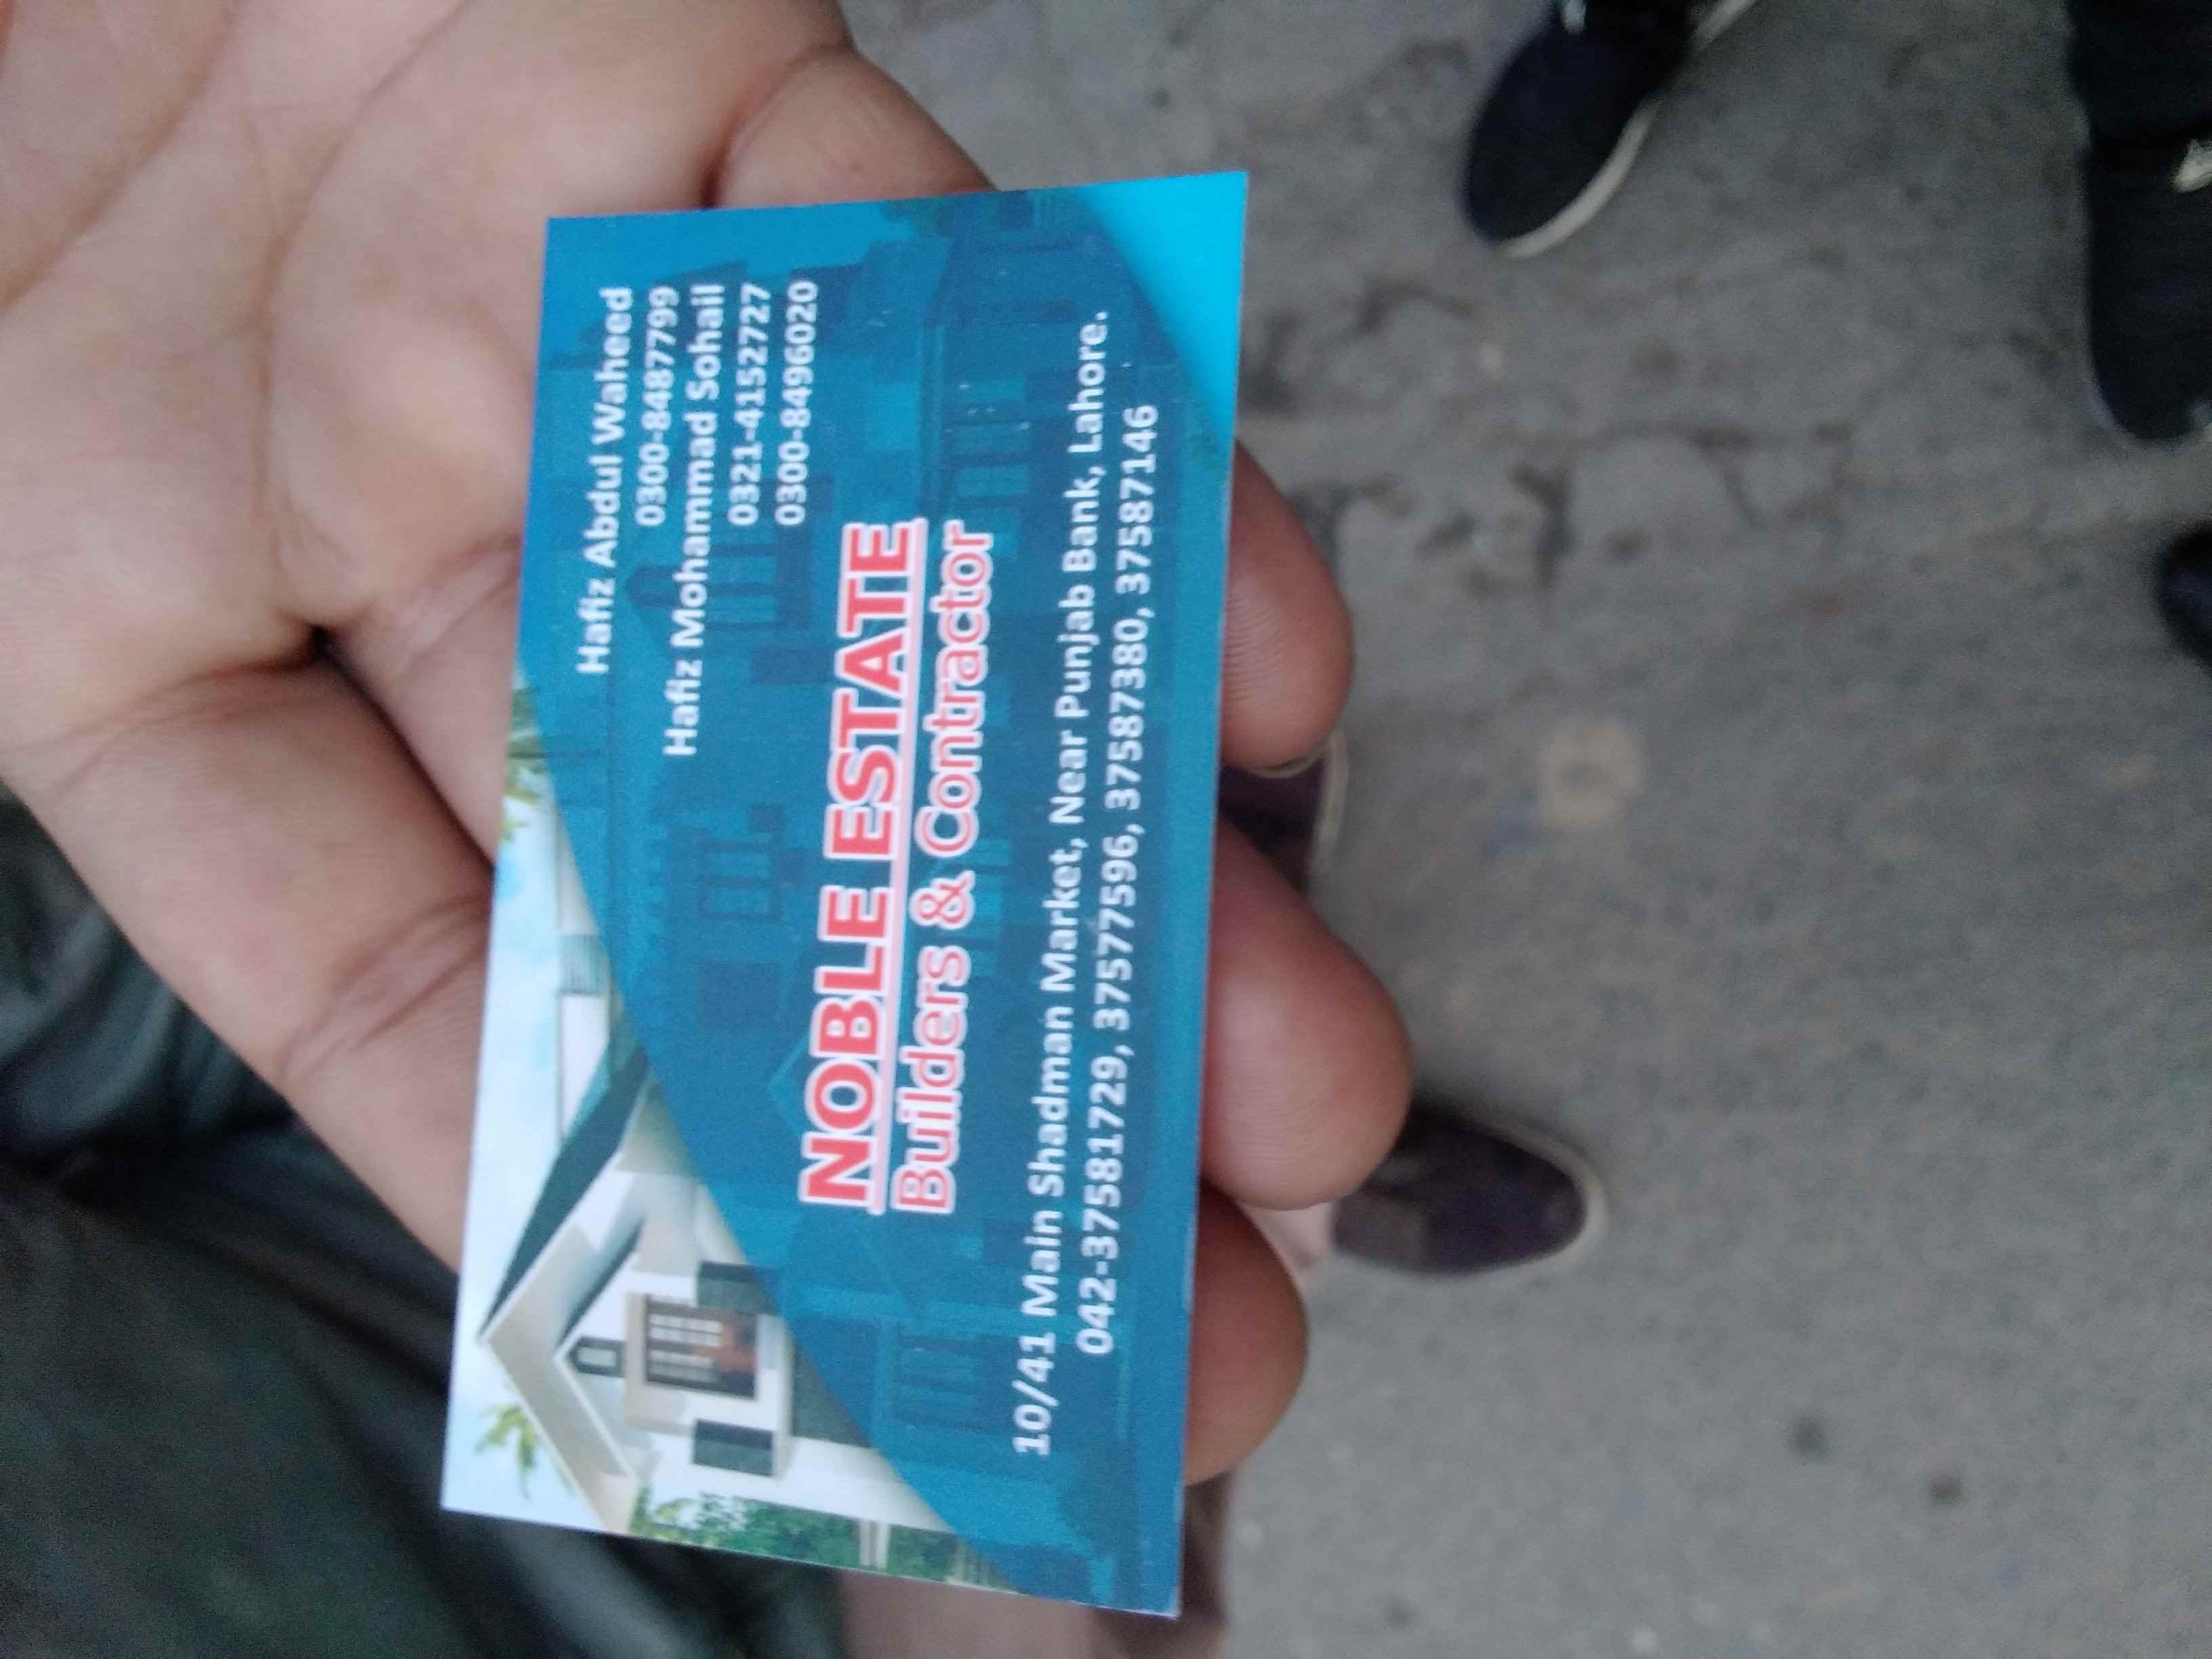 Hafiz Abdul Waheed
0300-8487799
Hafiz Mohammad Sohail
0321-4152727
0300-8496020
NOBLE ESTATE
Builders & Contractor
10/41 Main Shadman Market, Near Punjab Bank, Lahore.
042-37581729, 37577596, 37587380, 37587146